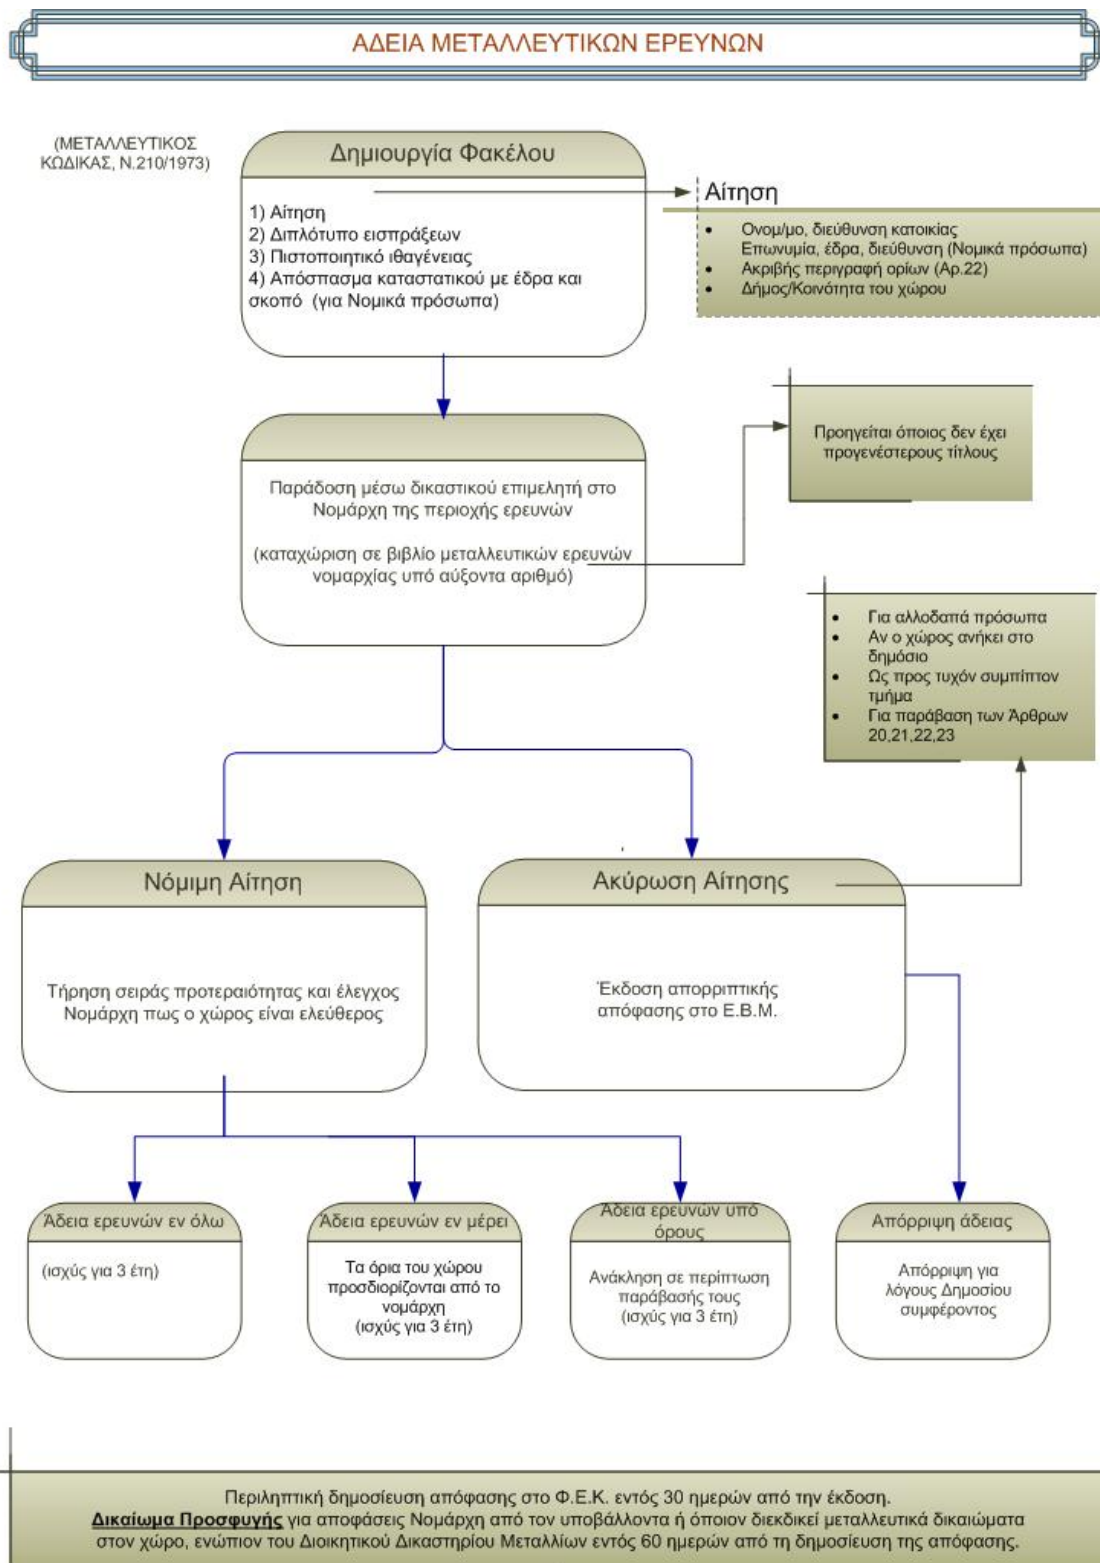 ΑΔΕΙΑ ΜΕΤΑΛΛΕΥΤΙΚΩΝ ΕΡΕΥΝΩΝ
(ΜΕΤΑΛΛΕΥΤΙΚΟΣ
ΚΩΔΙΚΑΣ, Ν.210/1973)
Δημιουργία Φακέλου
1) Αίτηση
2) Διπλότυπο εισπράξεων
3) Πιστοποιητικό ιθαγένειας
4) Απόσπασμα καταστατικού με έδρα και
σκοπό (για Νομικά πρόσωπα)
Αίτηση
• Ονομ/μο, διεύθυνση κατοικίας
Επωνυμία, έδρα, διεύθυνση (Νομικά πρόσωπα)
• Ακριβής περιγραφή ορίων (Αρ.22)
• Δήμος/Κοινότητα του χώρου
Παράδοση μέσω δικαστικού επιμελητή στο
Νομάρχη της περιοχής ερευνών
(καταχώριση σε βιβλίο μεταλλευτικών ερευνών
νομαρχίας υπό αύξοντα αριθμό)
Προηγείται όποιος δεν έχει
προγενέστερους τίτλους
• Για αλλοδαπά πρόσωπα
• Αν ο χώρος ανήκει στο
δημόσιο
• Ως προς τυχόν συμπίπτον
τμήμα
• Για παράβαση των Άρθρων
20,21,22,23
Νόμιμη Αίτηση
Τήρηση σειράς προτεραιότητας και έλεγχος
Νομάρχη πως ο χώρος είναι ελεύθερος
Ακύρωση Αίτησης
Έκδοση απορριπτικής
απόφασης στο Ε.Β.Μ.
Άδεια ερευνών εν όλω
(ισχύς για 3 έτη)
Άδεια ερευνών εν μέρει
Τα όρια του χώρου
προσδιορίζονται από το
νομάρχη
(ισχύς για 3 έτη)
Άδεια ερευνών υπό
όρους
Ανάκληση σε περίπτωση
παράβασής τους
(ισχύς για 3 έτη)
Απόρριψη άδειας
Απόρριψη για
λόγους Δημοσίου
συμφέροντος
Περιληπτική δημοσίευση απόφασης στο Φ.Ε.Κ. εντός 30 ημερών από την έκδοση.
Δικαίωμα Προσφυγής για αποφάσεις Νομάρχη από τον υποβάλλοντα ή όποιον διεκδικεί μεταλλευτικά δικαιώματα
στον χώρο, ενώπιον του Διοικητικού Δικαστηρίου Μεταλλίων εντός 60 ημερών από τη δημοσίευση της απόφασης.